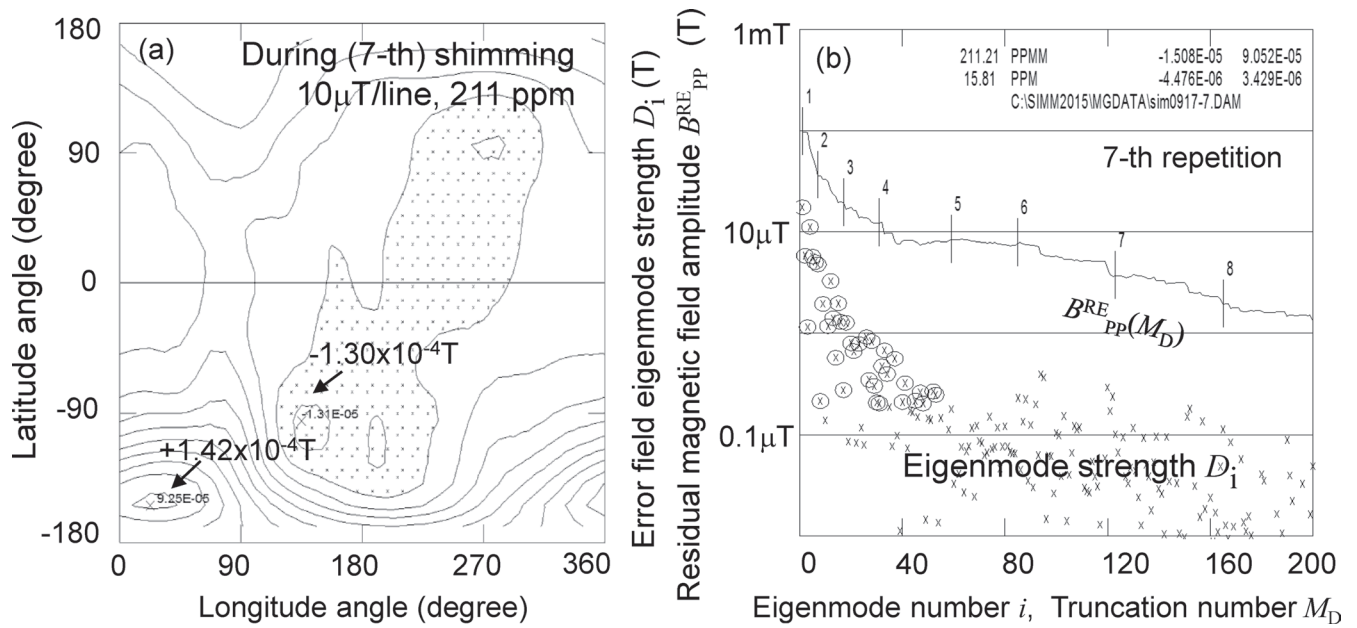 (a)
During (7-th) shimming
10μT/line, 211 ppm
180
90
0
-90
-180
Latitude angle (degree)
-1.30x10-4T
-1.31E-05
+1.42x10-4T
9.25E-05
0
90
180
270
360
Longitude angle (degree)
Error field eigenmode strength Di (T)
Residual magnetic field amplitude BREPP (T)
1mT
10μT
0.1μT
(b)
211.21 PPMM -1.508E-05 9.052E-05
15.81 PPM -4.476E-06 3.429E-06
C:\SIMM2015\MGDATA\sim0917-7.DAM
7-th repetition
1
2
3
4
5
6
7
8
BREPP(MD)
Eigenmode strength Di
0
40
80
120
160
200
Eigenmode number i, Truncation number MD